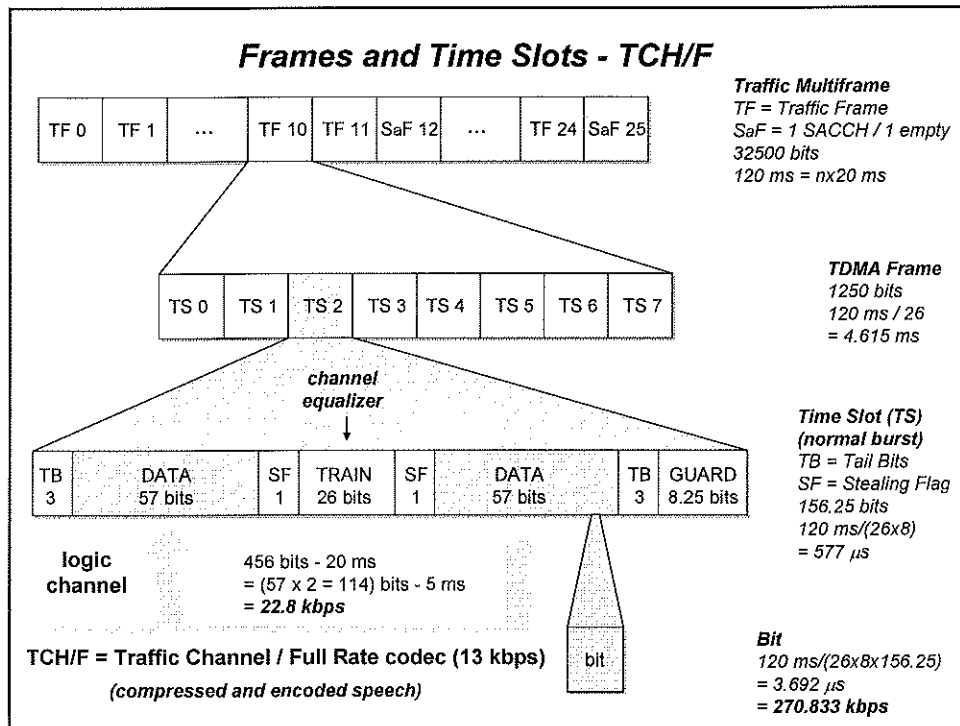 Frames and Time Slots - TCH/F
TF 0
TF 1
...
TF 10
TF 11
SaF 12
...
TF 24
SaF 25
Traffic Multiframe
TF = Traffic Frame
SaF = 1 SACCH / 1 empty
32500 bits
120 ms = nx20 ms
TS 0
TS 1
TS 2
TS 3
TS 4
TS 5
TS 6
TS 7
TDMA Frame
1250 bits
120 ms / 26
= 4.615 ms
channel
equalizer
TB
3
DATA
57 bits
SF
1
TRAIN
26 bits
SF
1
DATA
57 bits
TB
3
GUARD
8.25 bits
Time Slot (TS)
(normal burst)
TB = Tail Bits
SF = Stealing Flag
156.25 bits
120 ms/(26x8)
= 577 μs
logic
channel
456 bits - 20 ms
= (57 x 2 = 114) bits - 5 ms
= 22.8 kbps
TCH/F = Traffic Channel / Full Rate codec (13 kbps)
(compressed and encoded speech)
bit
Bit
120 ms/(26x8x156.25)
= 3.692 μs
= 270.833 kbps